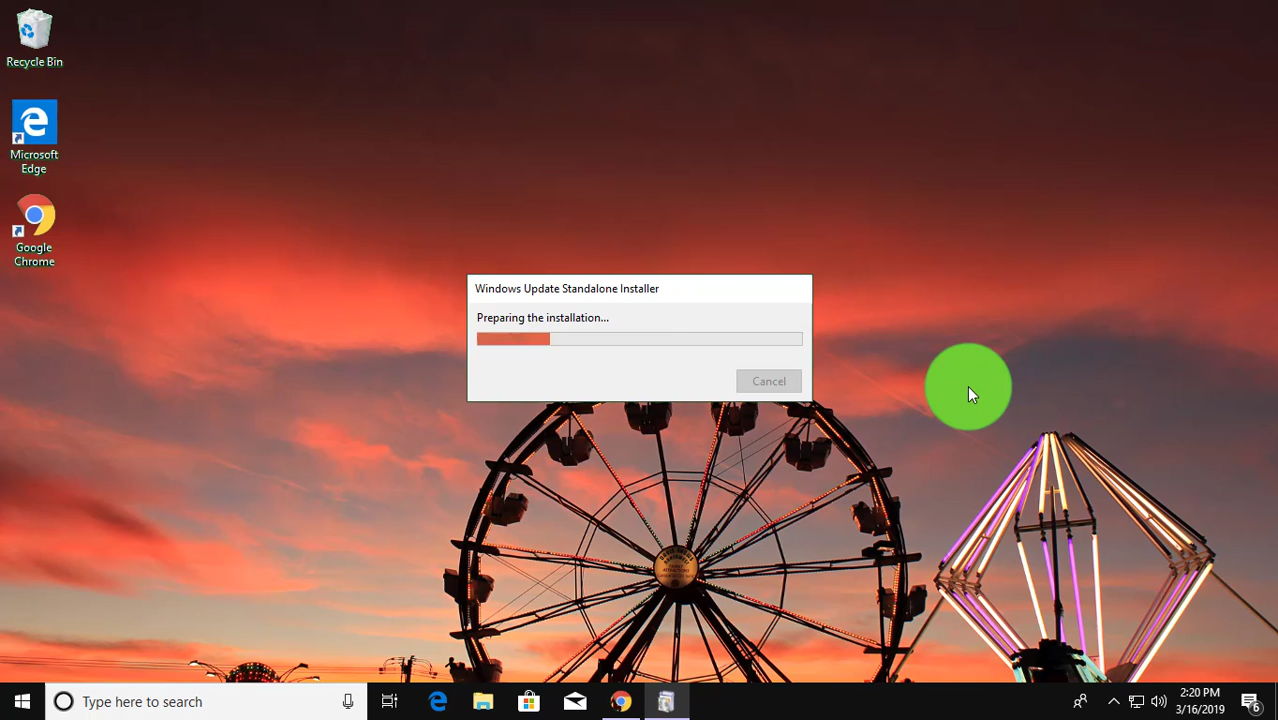 Recycle Bin
Microsoft
Edge
Google
Chrome
Windows Update Standalone Installer
Preparing the installation...
Cancel
Type here to search
2:20 PM
3/16/2019
6